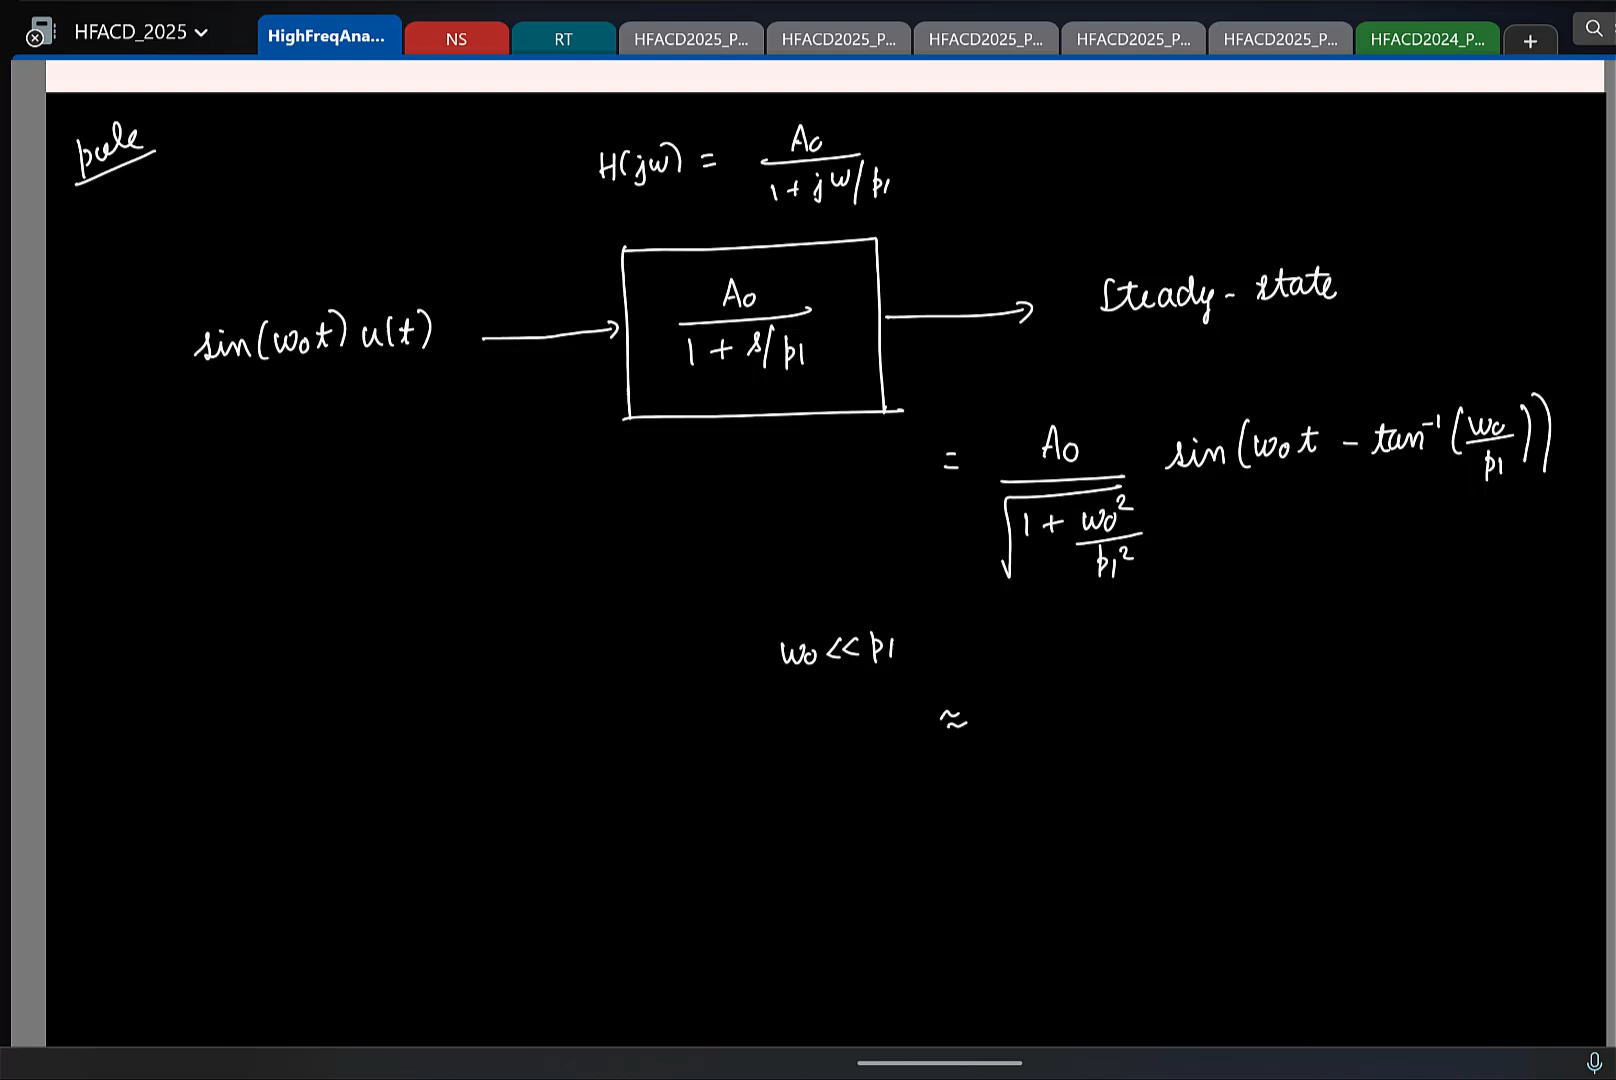 HFACD_2025
HighFreqAna... NS RT HFACD2025_P... HFACD2025_P... HFACD2025_P... HFACD2025_P... HFACD2025_P... HFACD2024_P... +
pole
H(jω) = A₀ / (1 + jω/p₁)
sin(ω₀t) u(t)
A₀ / (1 + s/p₁)
Steady-state
= A₀ / √(1 + ω₀²/p₁²) sin(ω₀t - tan⁻¹(ω₀/p₁))
ω₀ << p₁
≈